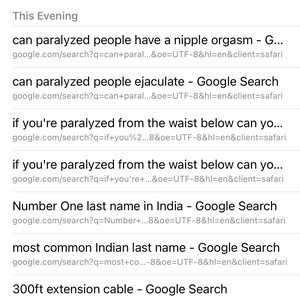 This Evening
can paralyzed people have a nipple orgasm - G...
google.com/search?q=can+paral...&oe=UTF-8&hl=en&client=safari
can paralyzed people ejaculate - Google Search
google.com/search?q=can+paral...&oe=UTF-8&hl=en&client=safari
if you're paralyzed from the waist below can yo...
google.com/search?q=if+you%2...8&oe=UTF-8&hl=en&client=safari
if you're paralyzed from the waist below can yo...
google.com/search?q=if+you're+...&oe=UTF-8&hl=en&client=safari
Number One last name in India - Google Search
google.com/search?q=Number+...8&oe=UTF-8&hl=en&client=safari
most common Indian last name - Google Search
google.com/search?q=most+co...-8&oe=UTF-8&hl=en&client=safari
300ft extension cable - Google Search